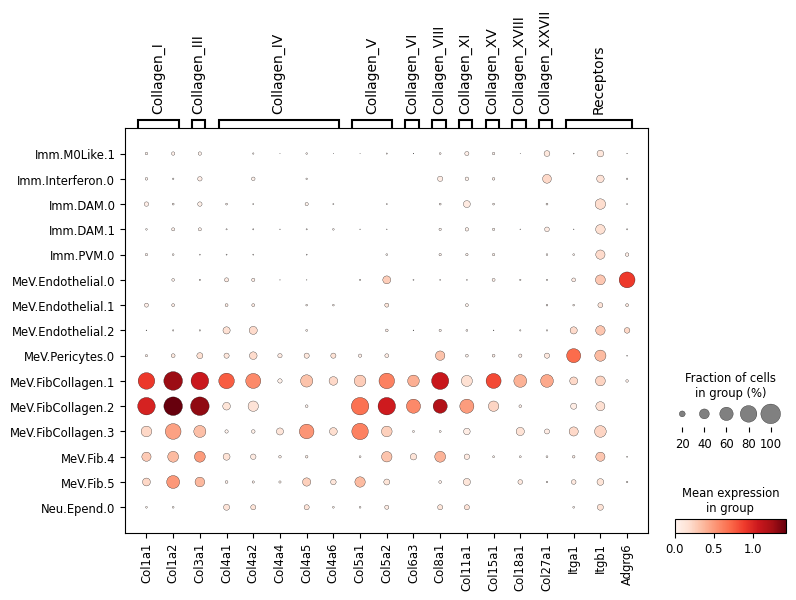 Collagen_I
Collagen_III
Collagen_IV
Collagen_V
Collagen_VI
Collagen_VIII
Collagen_XI
Collagen_XV
Collagen_XVIII
Collagen_XXVII
Receptors
Imm.M0Like.1
Imm.Interferon.0
Imm.DAM.0
Imm.DAM.1
Imm.PVM.0
MeV.Endothelial.0
MeV.Endothelial.1
MeV.Endothelial.2
MeV.Pericytes.0
MeV.FibCollagen.1
MeV.FibCollagen.2
MeV.FibCollagen.3
MeV.Fib.4
MeV.Fib.5
Neu.Epend.0
Col1a1
Col1a2
Col3a1
Col4a1
Col4a2
Col4a4
Col4a5
Col4a6
Col5a1
Col5a2
Col6a3
Col8a1
Col11a1
Col15a1
Col18a1
Col27a1
Itga1
Itgb1
Adgrg6
Fraction of cells
in group (%)
20 40 60 80 100
Mean expression
in group
0.0 0.5 1.0